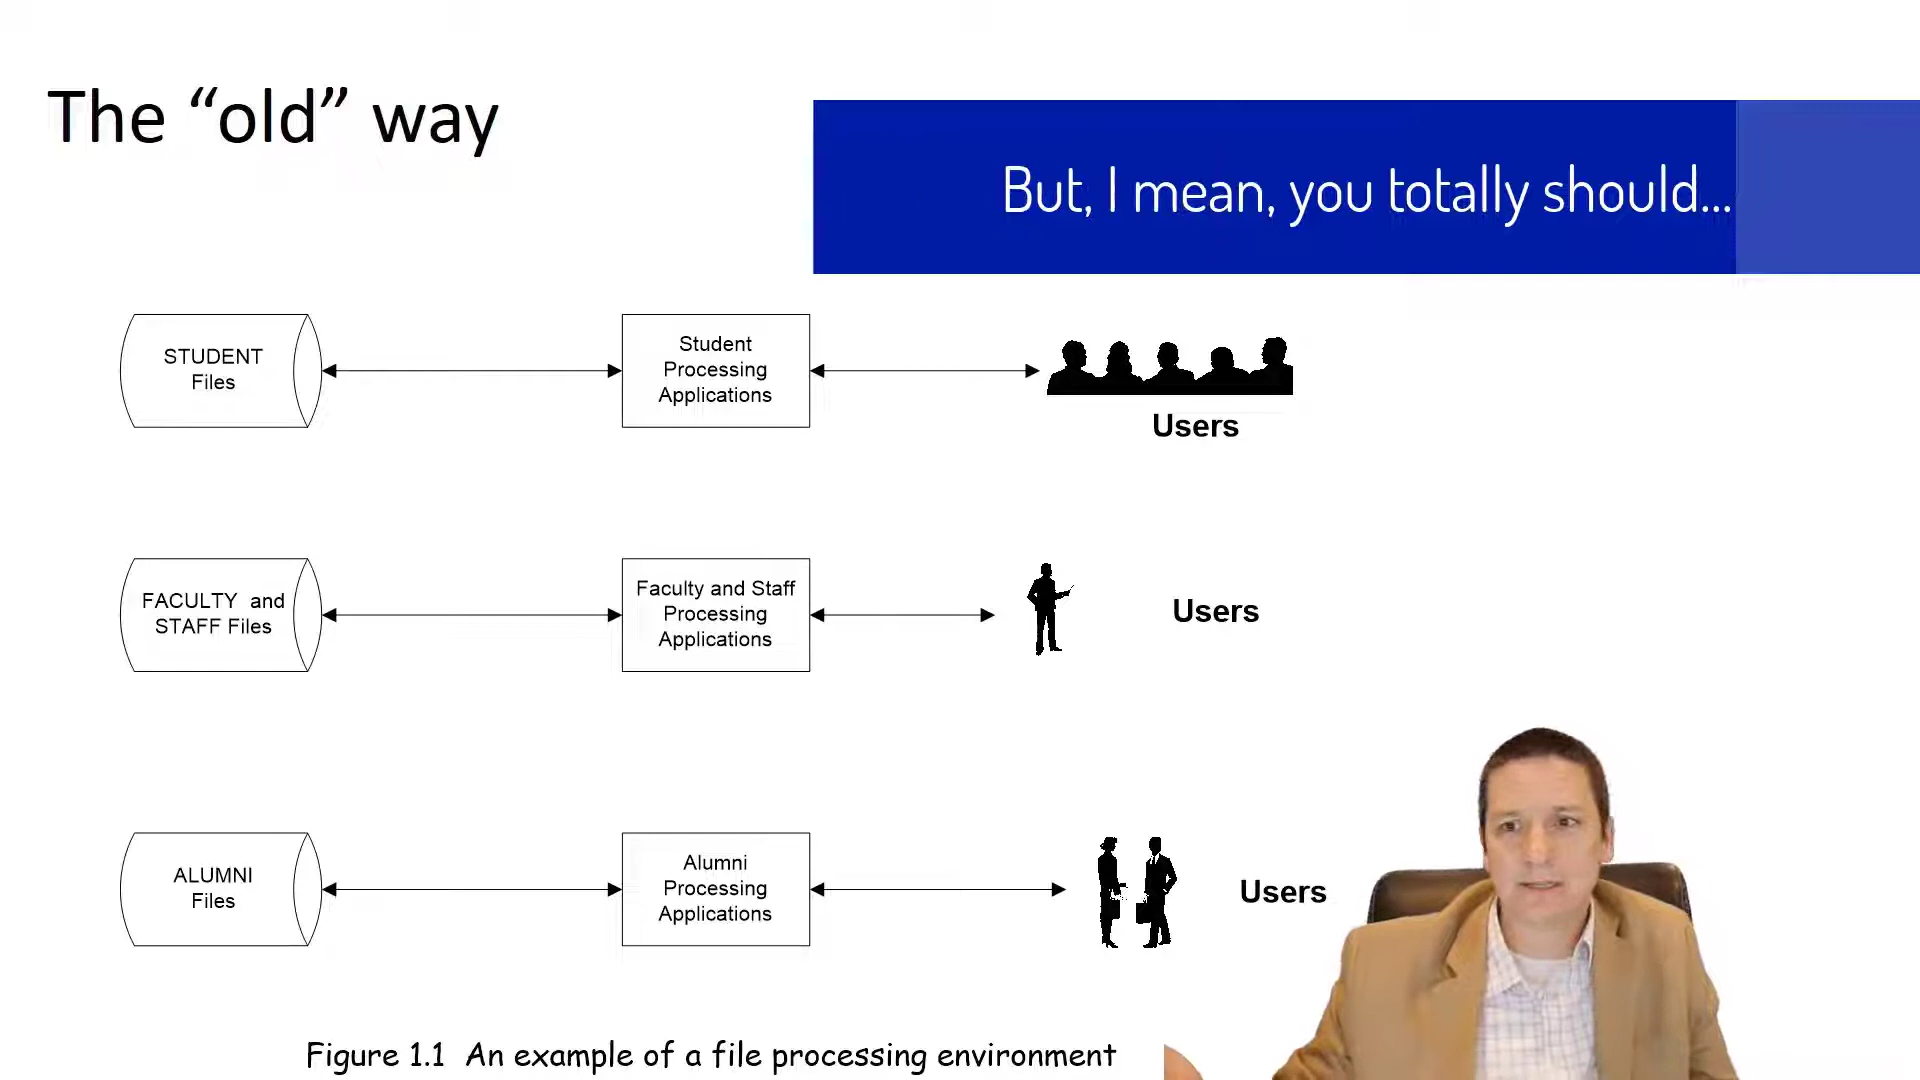 The “old” way
But, I mean, you totally should...
STUDENT
Files
Student
Processing
Applications
Users
FACULTY and
STAFF Files
Faculty and Staff
Processing
Applications
Users
ALUMNI
Files
Alumni
Processing
Applications
Users
Figure 1.1 An example of a file processing environment